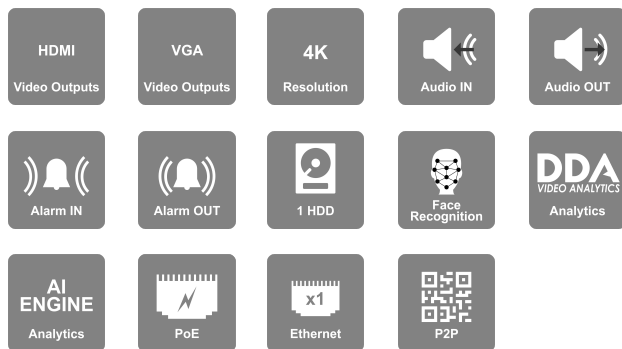 HDMI
Video Outputs
VGA
Video Outputs
4K
Resolution
Audio IN
Audio OUT
Alarm IN
Alarm OUT
1 HDD
Face
Recognition
DDA
VIDEO ANALYTICS
Analytics
AI
ENGINE
Analytics
PoE
x1
Ethernet
P2P